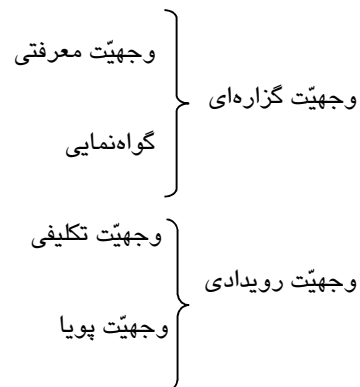 وجهیّت معرفتی
وجهیّت گزاره‌ای
گواه‌نمایی
وجهیّت تکلیفی
وجهیّت رویدادی
وجهیّت پویا